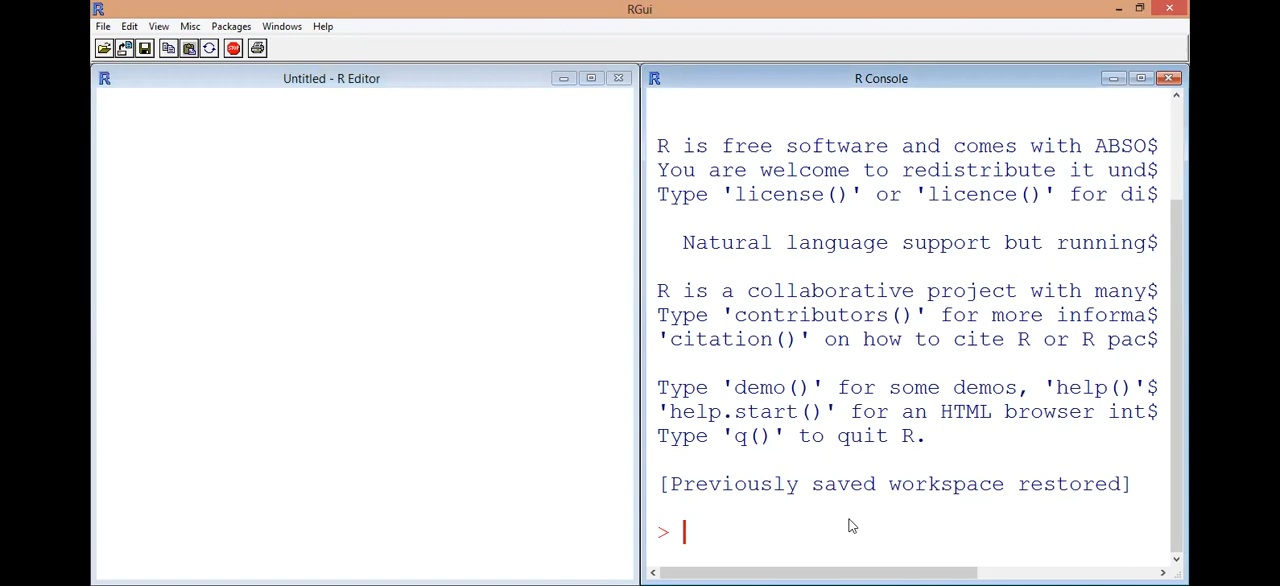 RGui
File Edit View Misc Packages Windows Help
STOP
Untitled - R Editor
R Console
R is free software and comes with ABSO$
You are welcome to redistribute it und$
Type 'license()' or 'licence()' for di$
Natural language support but running$
R is a collaborative project with many$
Type 'contributors()' for more informa$
'citation()' on how to cite R or R pac$
Type 'demo()' for some demos, 'help()'$
'help.start()' for an HTML browser int$
Type 'q()' to quit R.
[Previously saved workspace restored]
>